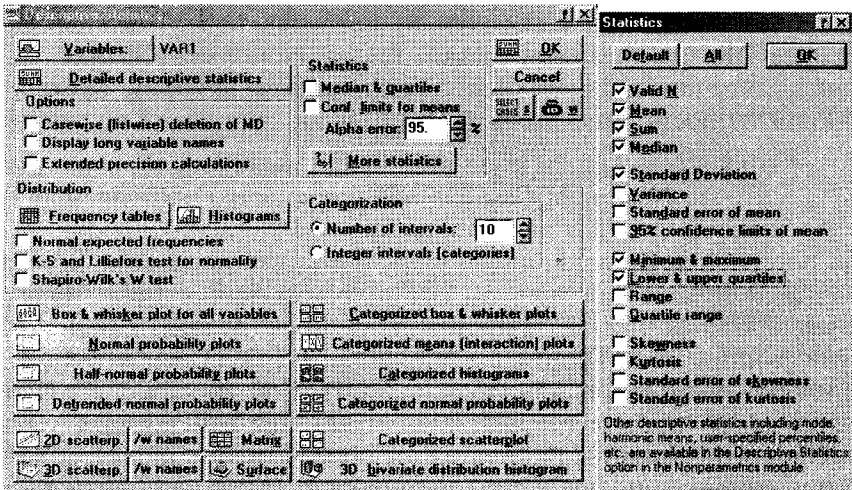 Descriptive Statistics
Variables: VAR1
OK
Detailed descriptive statistics
Cancel
Options
Casewise (listwise) deletion of MD
Display long variable names
Extended precision calculations
Statistics
Median & quartiles
Conf. limits for means
Alpha error: 95. %
More statistics
SELECT CASES S W
Distribution
Frequency tables Histograms
Normal expected frequencies
K-S and Lilliefors test for normality
Shapiro-Wilk's W test
Categorization
Number of intervals: 10
Integer intervals (categories)
Box & whisker plot for all variables
Categorized box & whisker plots
Normal probability plots
Categorized means (interaction) plots
Half-normal probability plots
Categorized histograms
Detrended normal probability plots
Categorized normal probability plots
2D scatterp. /w names Matrix
Categorized scatterplot
3D scatterp. /w names Surface
3D bivariate distribution histogram
Statistics ? X
Default All OK
Valid N
Mean
Sum
Median
Standard Deviation
Variance
Standard error of mean
95% confidence limits of mean
Minimum & maximum
Lower & upper quartiles
Range
Quartile range
Skewness
Kurtosis
Standard error of skewness
Standard error of kurtosis
Other descriptive statistics including mode,
harmonic means, user-specified percentiles,
etc. are available in the Descriptive Statistics
option in the Nonparametrics module